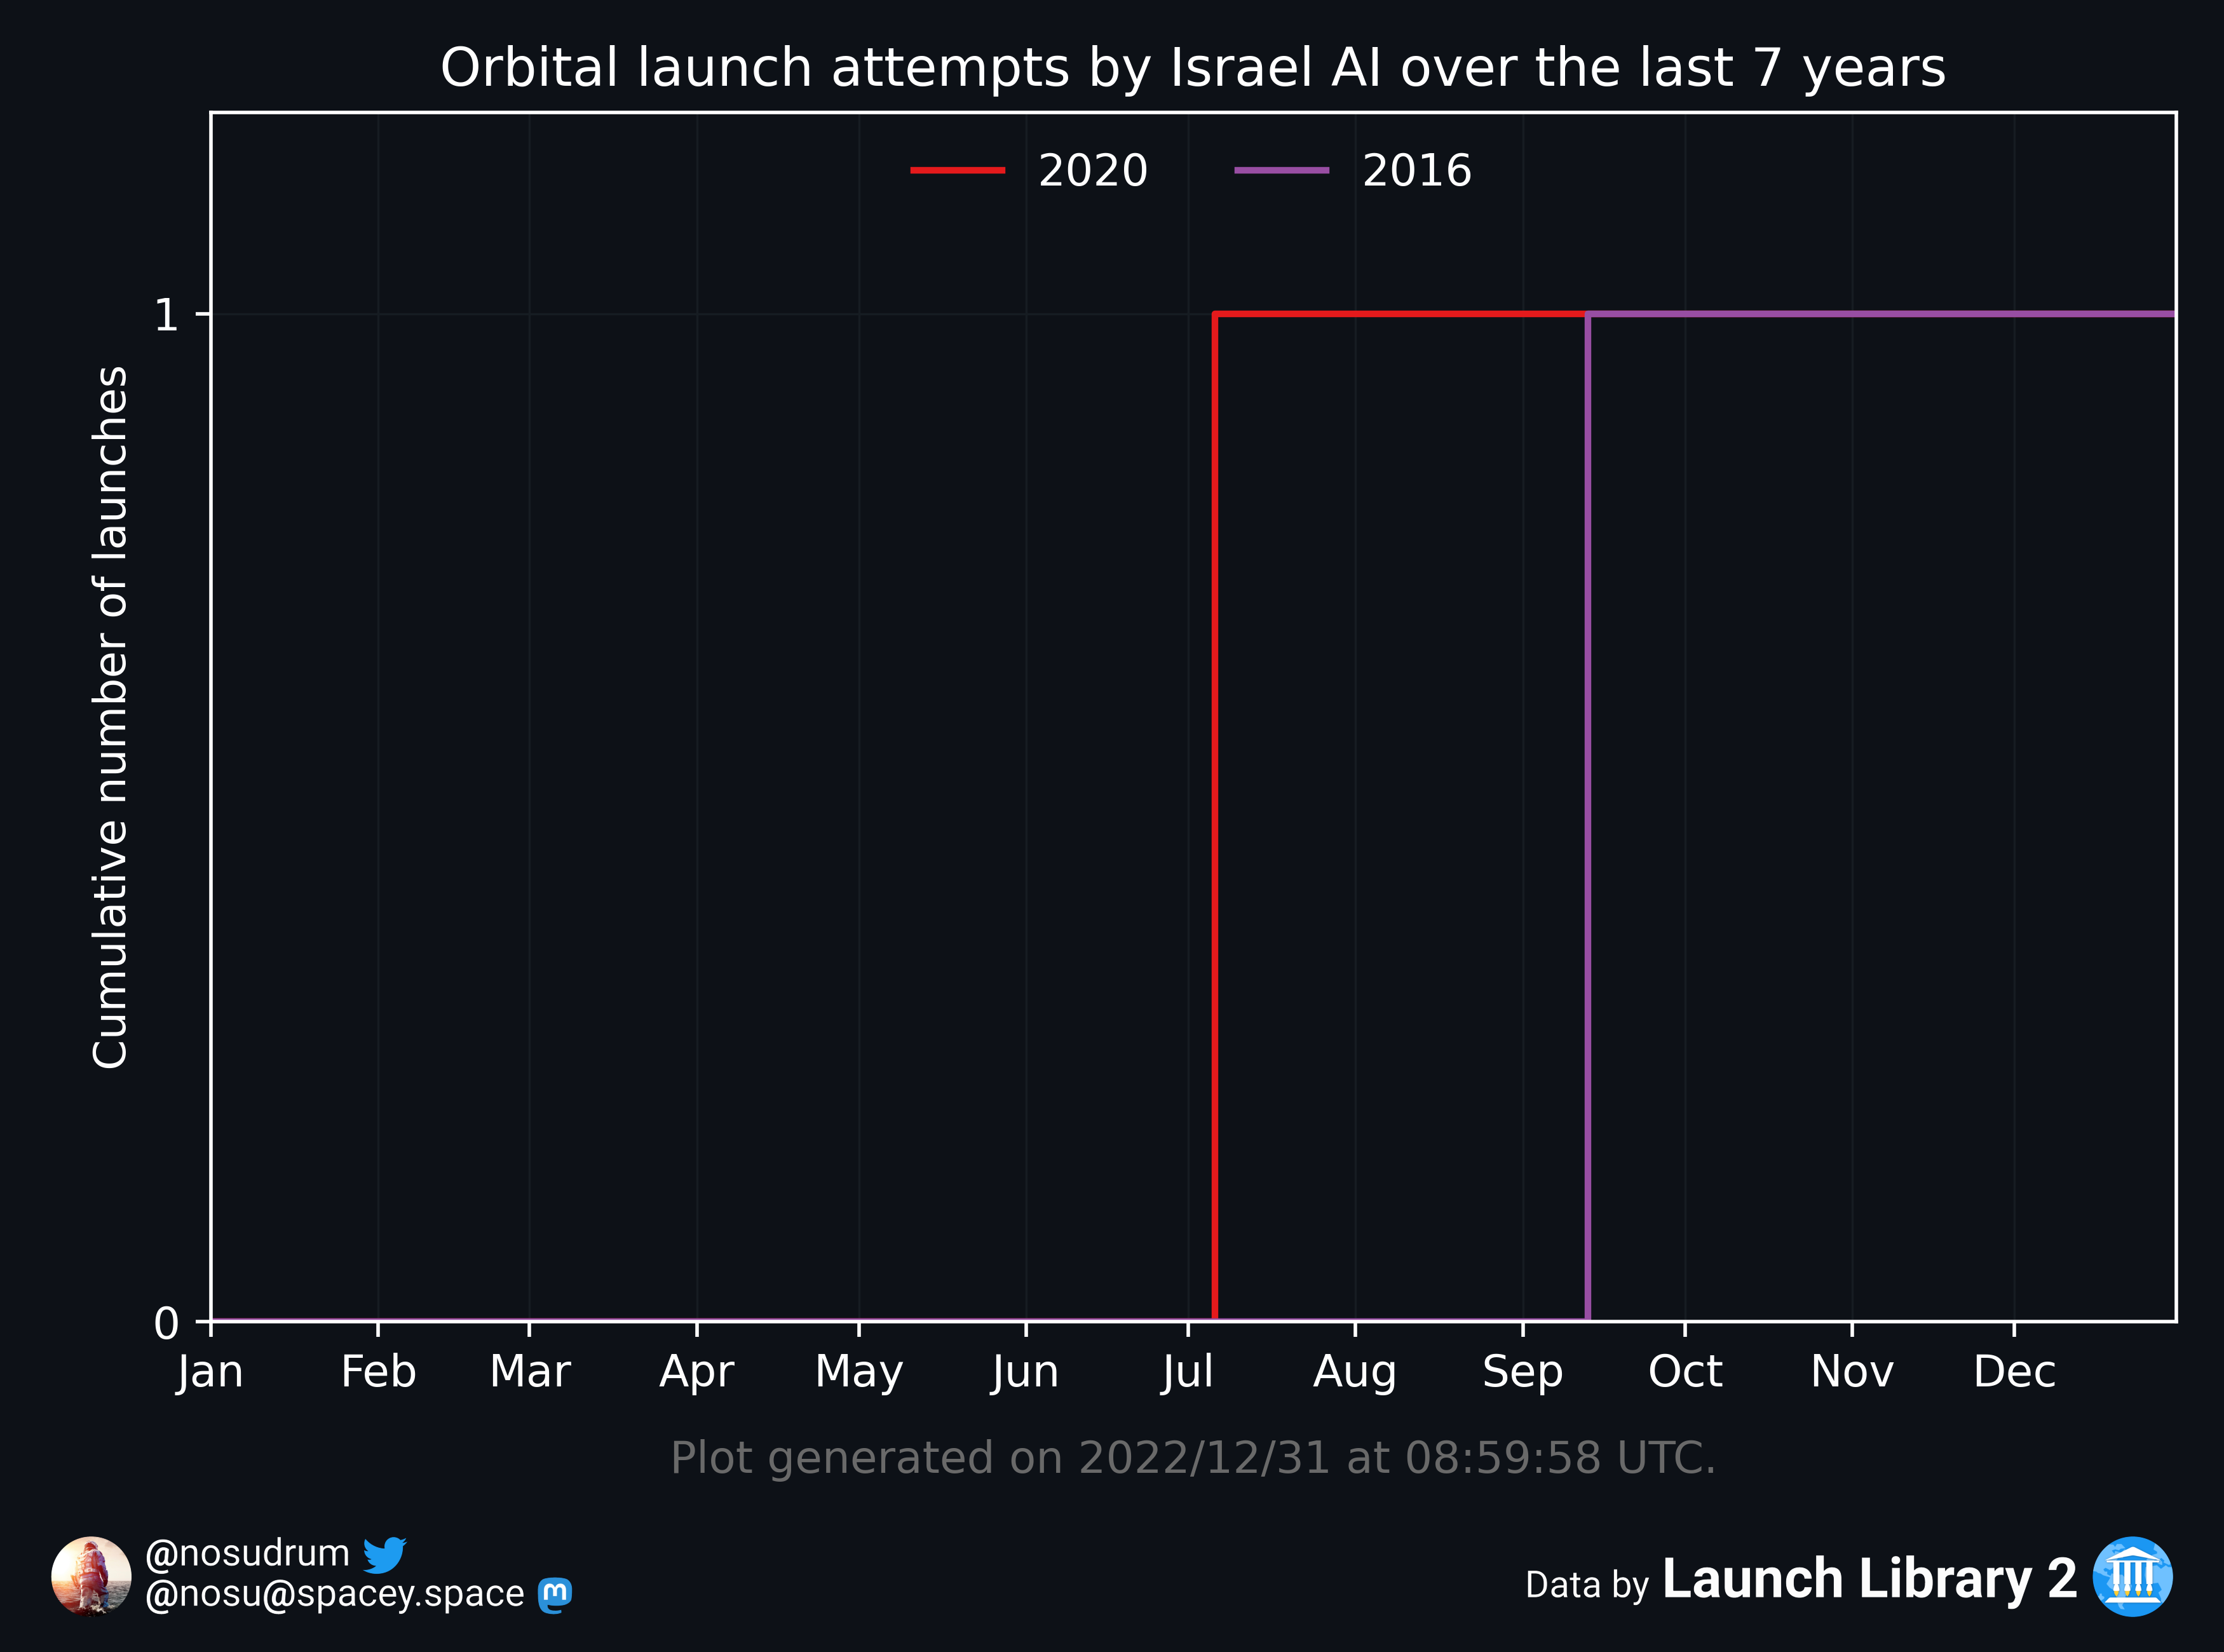 Orbital launch attempts by Israel AI over the last 7 years
2020
2016
Cumulative number of launches
1
0
Jan Feb Mar Apr May Jun Jul Aug Sep Oct Nov Dec
Plot generated on 2022/12/31 at 08:59:58 UTC.
@nosudrum
@nosu@spacey.space
Data by Launch Library 2